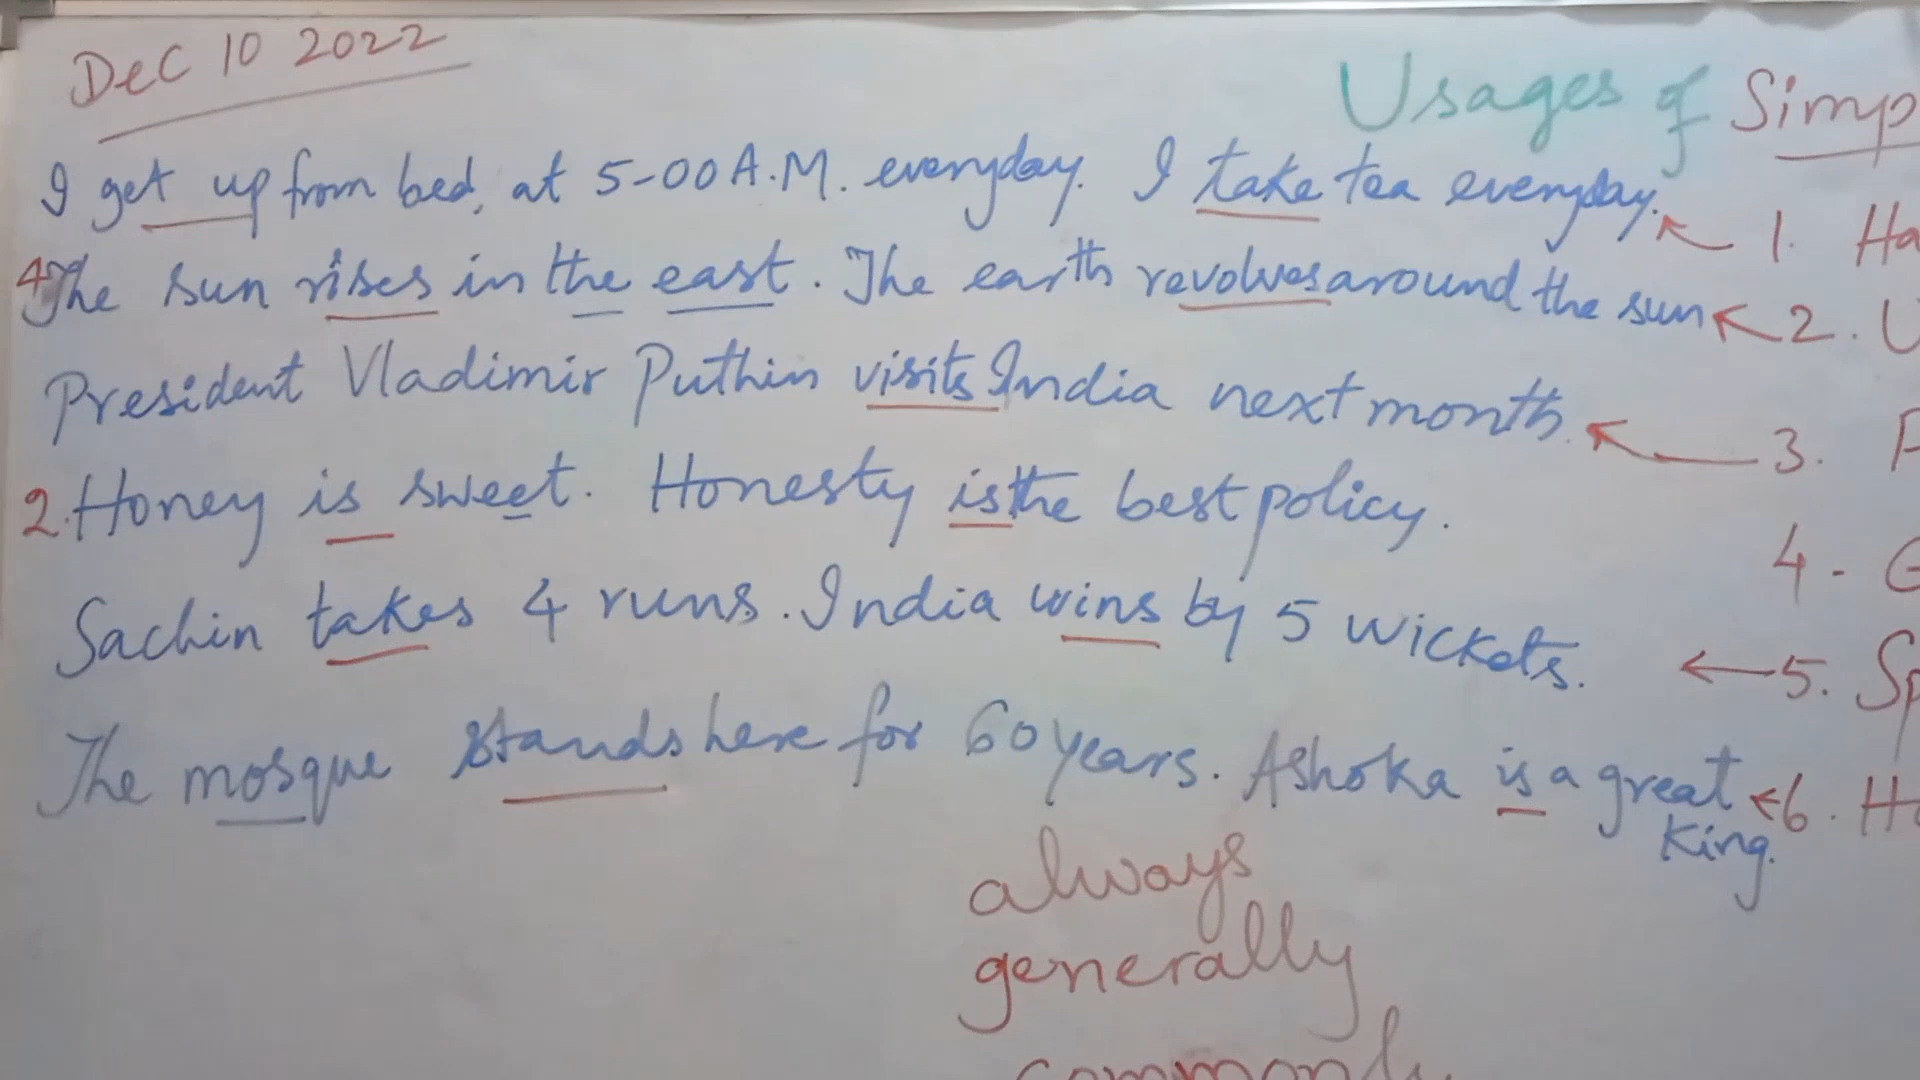 Dec 10 2022
Usages of Simp
I get up from bed, at 5-00 A.M. everyday. I take tea everyday.
1. Ha
4 The sun rises in the east. The earth revolves around the sun
2. U
President Vladimir Puthin visits India next month.
3. P
2. Honey is sweet. Honesty is the best policy.
4 - G
Sachin takes 4 runs. India wins by 5 wickets.
5. Sp
The mosque stands here for 60 years. Ashoka is a great
king.
6. Ho
always
generally
commonly